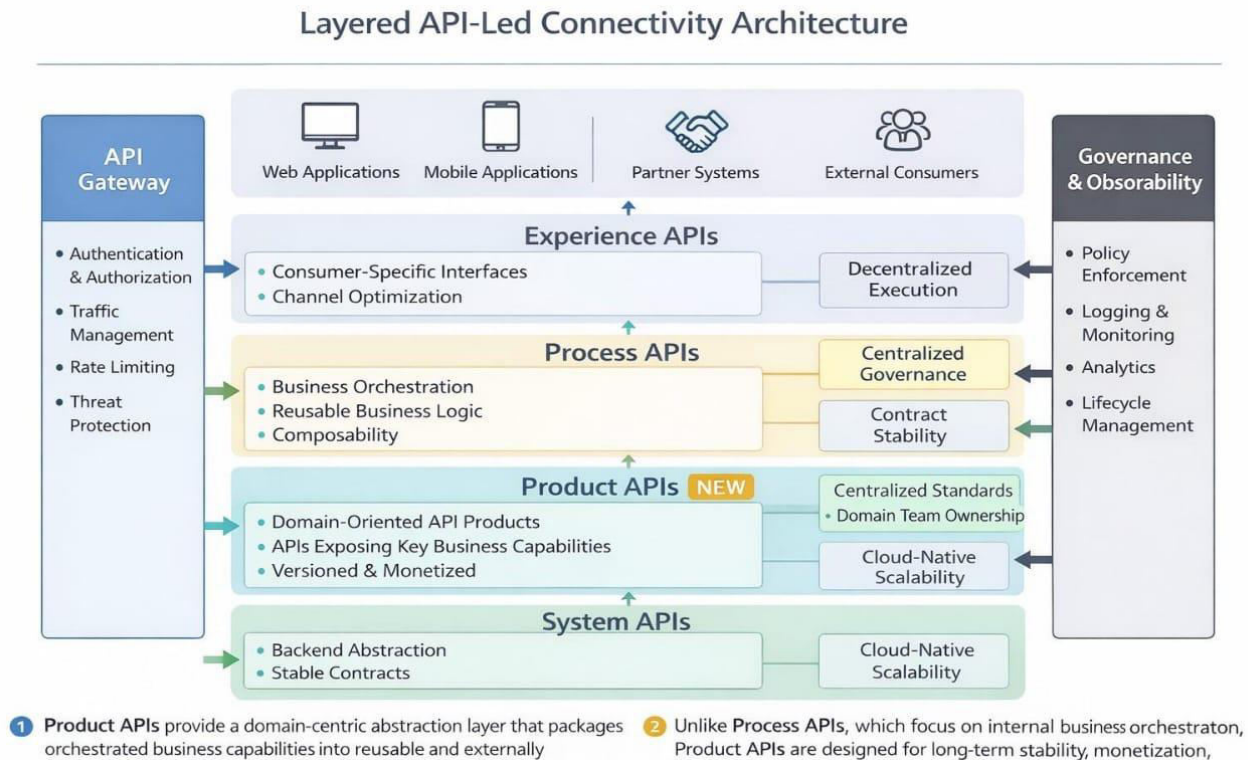 Layered API-Led Connectivity Architecture
API
Gateway
• Authentication
& Authorization
• Traffic
Management
• Rate Limiting
• Threat
Protection
Web Applications
Mobile Applications
Partner Systems
External Consumers
Experience APIs
• Consumer-Specific Interfaces
• Channel Optimization
Decentralized
Execution
Process APIs
• Business Orchestration
• Reusable Business Logic
• Composability
Centralized
Governance
Contract
Stability
Product APIs NEW
• Domain-Oriented API Products
• APIs Exposing Key Business Capabilities
• Versioned & Monetized
Centralized Standards
• Domain Team Ownership
Cloud-Native
Scalability
System APIs
• Backend Abstraction
• Stable Contracts
Cloud-Native
Scalability
Governance
& Obsorability
• Policy
Enforcement
• Logging &
Monitoring
• Analytics
• Lifecycle
Management
1 Product APIs provide a domain-centric abstraction layer that packages
orchestrated business capabilities into reusable and externally
2 Unlike Process APIs, which focus on internal business orchestraton,
Product APIs are designed for long-term stability, monetization,